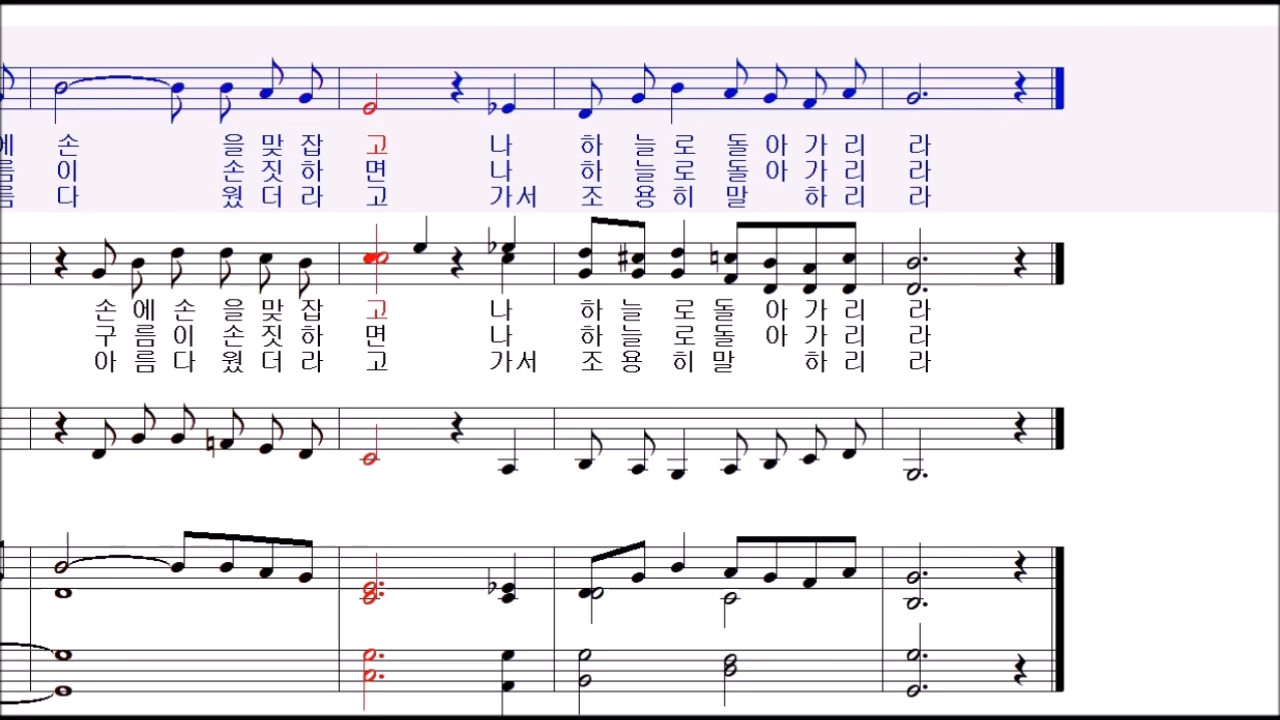 에 손 을 맞 잡 고 나 하 늘 로 돌 아 가 리 라
름 이 손 짓 하 면 나 하 늘 로 돌 아 가 리 라
름 다 웠 더 라 고 가서 조 용 히 말 하 리 라
손 에 손 을 맞 잡 고 나 하 늘 로 돌 아 가 리 라
구 름 이 손 짓 하 면 나 하 늘 로 돌 아 가 리 라
아 름 다 웠 더 라 고 가서 조 용 히 말 하 리 라